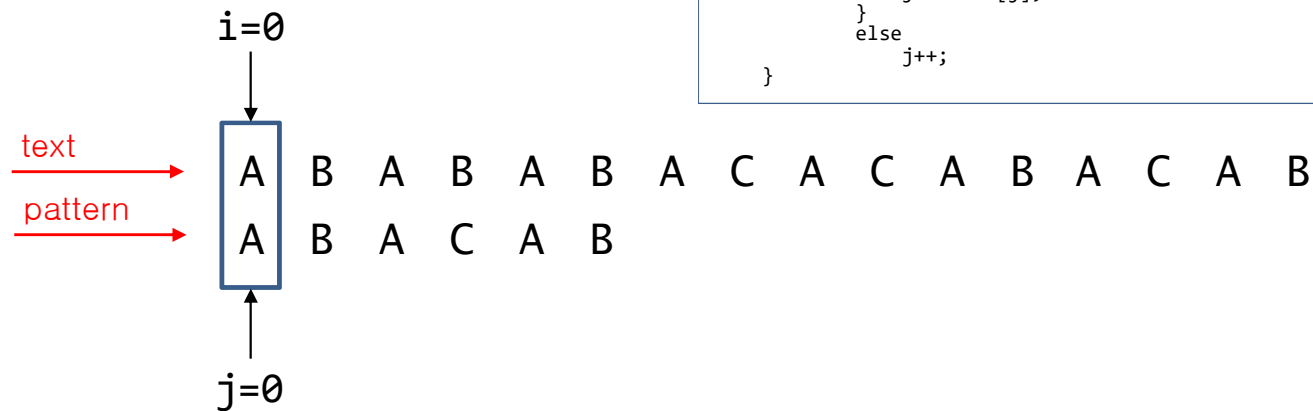 }
else
j++;
}
i=0
text
A B A B A B A C A C A B A C A B
pattern
A B A C A B
j=0